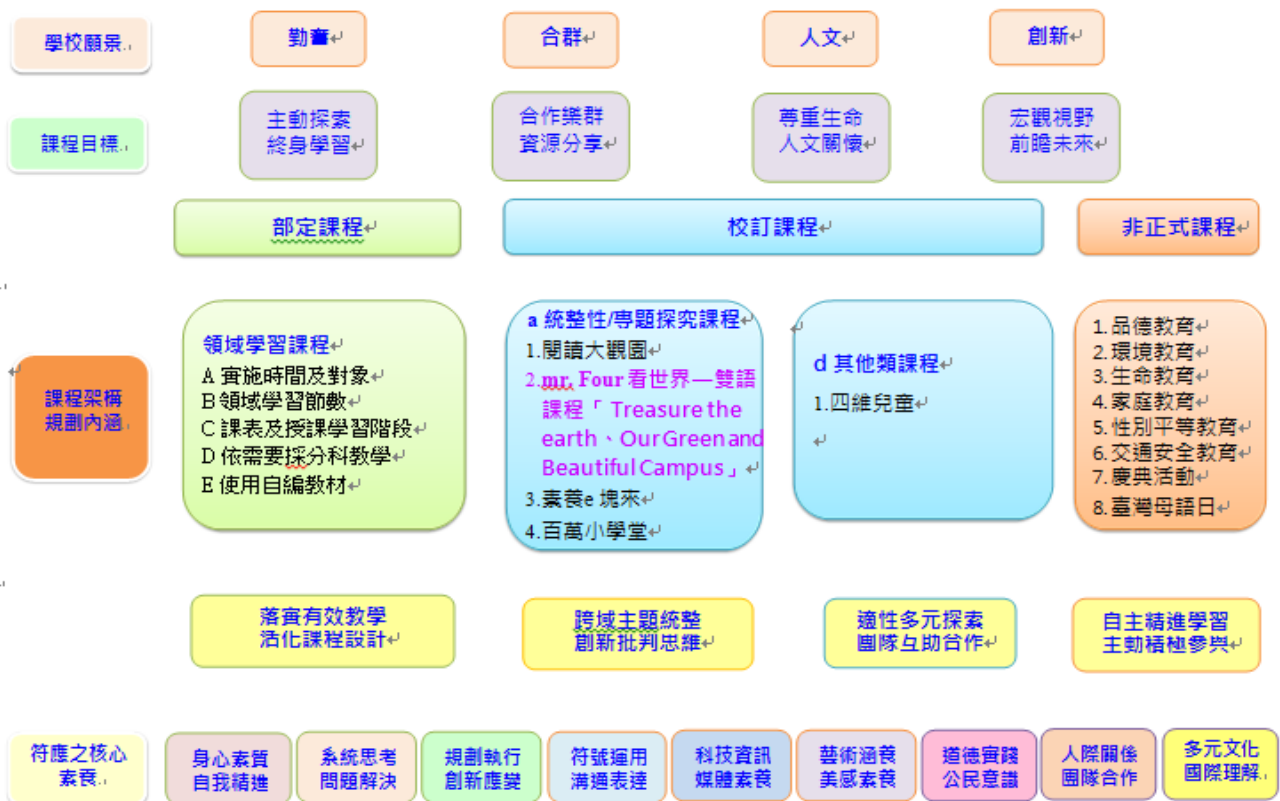 學校願景
勤奮
合群
人文
創新
課程目標
主動探索
終身學習
合作樂群
資源分享
尊重生命
人文關懷
宏觀視野
前瞻未來
部定課程
校訂課程
非正式課程
課程架構
規劃內涵
領域學習課程
A 實施時間及對象
B 領域學習節數
C 課表及授課學習階段
D 依需要採分科教學
E 使用自編教材
a 統整性/專題探究課程
1.閱讀大觀園
2.mr. Four 看世界—雙語
課程「 Treasure the
earth、Our Green and
Beautiful Campus」
3.素養e 塊來
4.百萬小學堂
d 其他類課程
1.四維兒童
1.品德教育
2.環境教育
3.生命教育
4.家庭教育
5.性別平等教育
6.交通安全教育
7.慶典活動
8.臺灣母語日
落實有效教學
活化課程設計
跨域主題統整
創新批判思維
適性多元探索
團隊互助合作
自主精進學習
主動積極參與
符應之核心
素養
身心素質
自我精進
系統思考
問題解決
規劃執行
創新應變
符號運用
溝通表達
科技資訊
媒體素養
藝術涵養
美感素養
道德實踐
公民意識
人際關係
團隊合作
多元文化
國際理解